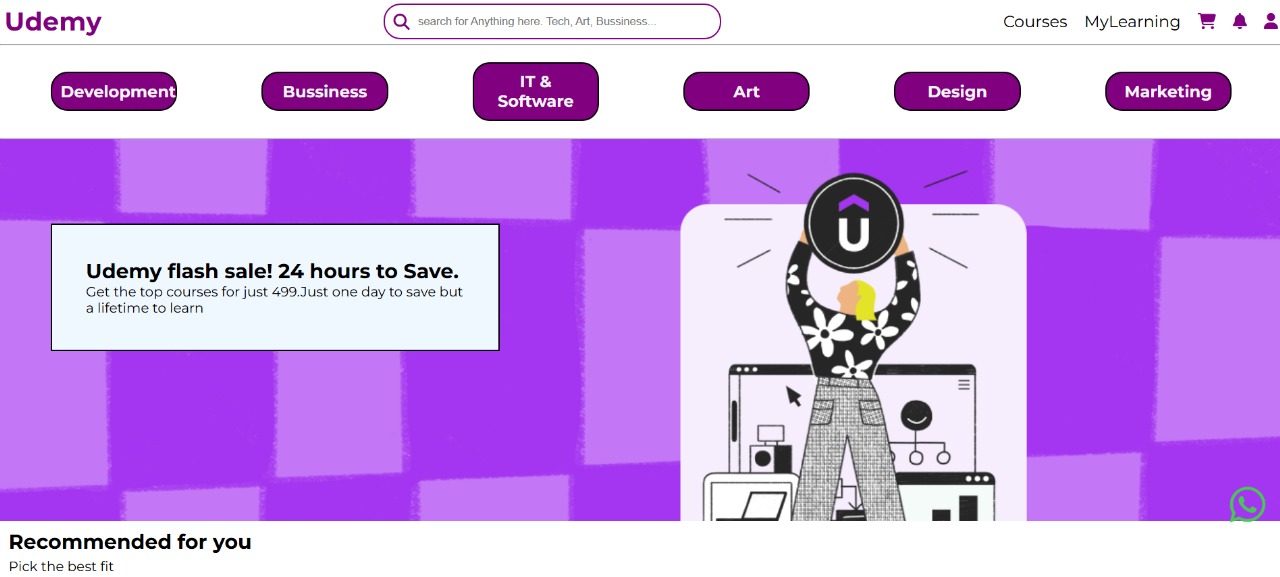 Udemy
search for Anything here. Tech, Art, Bussiness...
Courses
MyLearning
Development
Bussiness
IT &
Software
Art
Design
Marketing
U
Udemy flash sale! 24 hours to Save.
Get the top courses for just 499.Just one day to save but
a lifetime to learn
Recommended for you
Pick the best fit